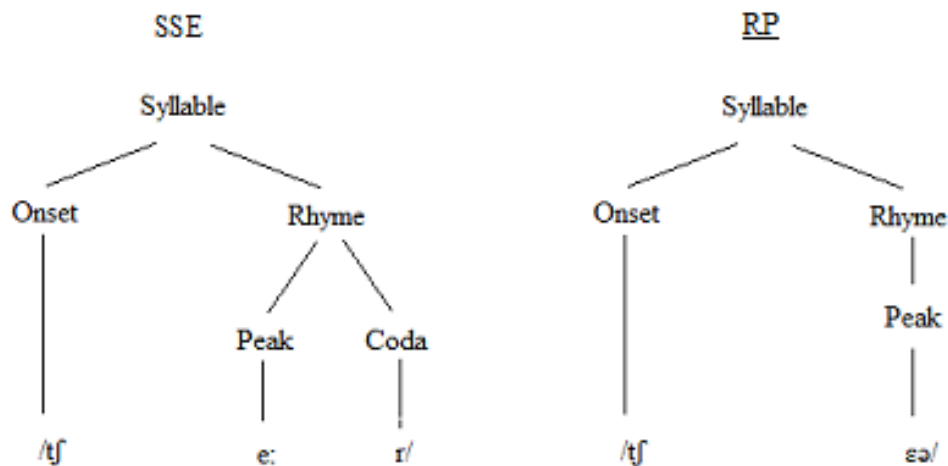 SSE RP
Syllable Syllable
Onset Rhyme Onset Rhyme
Peak Coda Peak
/tʃ e: r/ /tʃ ɛə/